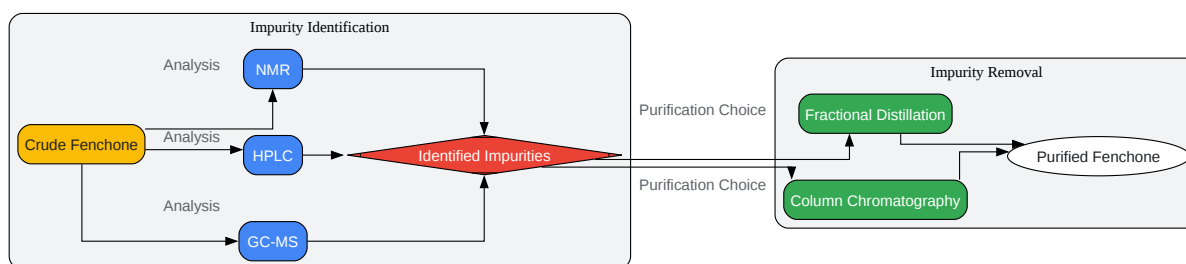 Impurity Identification
Analysis
NMR
Crude Fenchone
Analysis
HPLC
Identified Impurities
Analysis
GC-MS
Purification Choice
Purification Choice
Impurity Removal
Fractional Distillation
Column Chromatography
Purified Fenchone